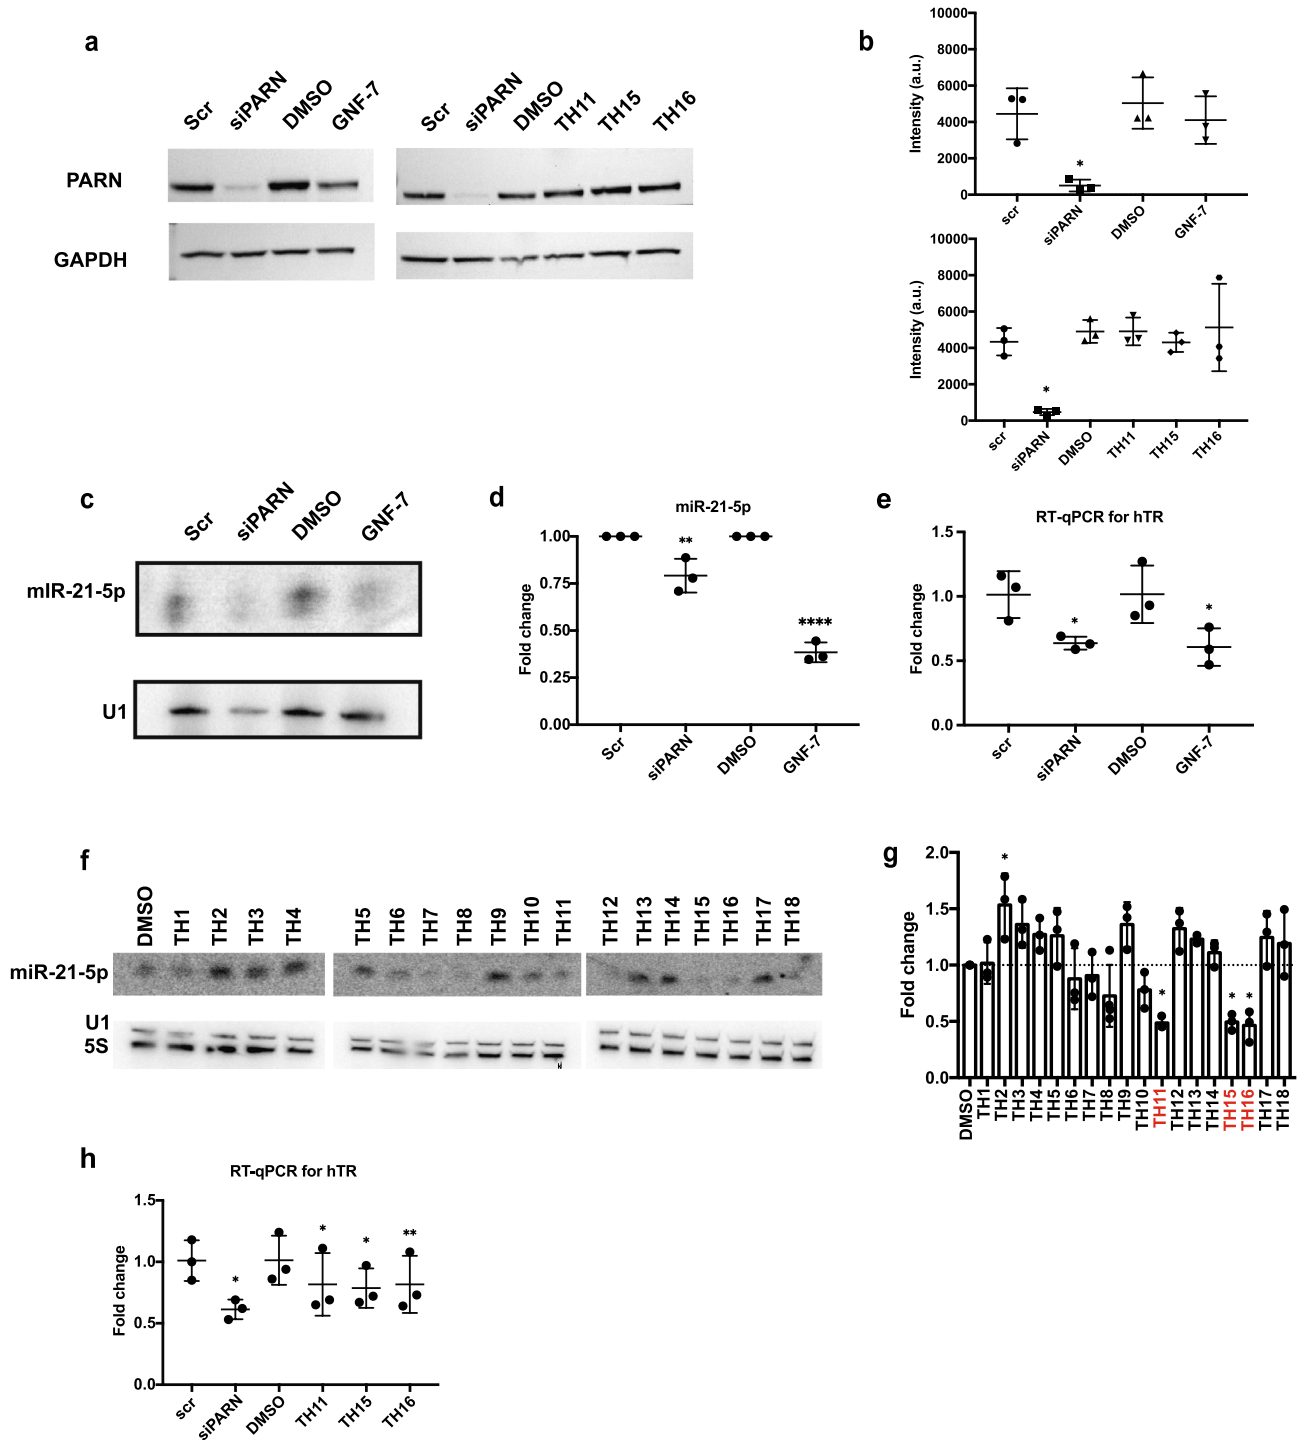 a
Scr siPARN DMSO GNF-7
Scr siPARN DMSO TH11 TH15 TH16
PARN
GAPDH
b
Intensity (a.u.)
10000
8000
6000
4000
2000
0
*
scr siPARN DMSO GNF-7
Intensity (a.u.)
10000
8000
6000
4000
2000
0
*
scr siPARN DMSO TH11 TH15 TH16
c
Scr siPARN DMSO GNF-7
mIR-21-5p
U1
d
miR-21-5p
Fold change
1.00
0.75
0.50
0.25
0.00
**
****
Scr siPARN DMSO GNF-7
e
RT-qPCR for hTR
Fold change
1.5
1.0
0.5
0.0
*
*
scr siPARN DMSO GNF-7
f
DMSO TH1 TH2 TH3 TH4 TH5 TH6 TH7 TH8 TH9 TH10 TH11 TH12 TH13 TH14 TH15 TH16 TH17 TH18
miR-21-5p
U1
5S
g
Fold change
2.0
1.5
1.0
0.5
0.0
*
*
* *
DMSO TH1 TH2 TH3 TH4 TH5 TH6 TH7 TH8 TH9 TH10 TH11 TH12 TH13 TH14 TH15 TH16 TH17 TH18
h
RT-qPCR for hTR
Fold change
1.5
1.0
0.5
0.0
*
* * **
scr siPARN DMSO TH11 TH15 TH16